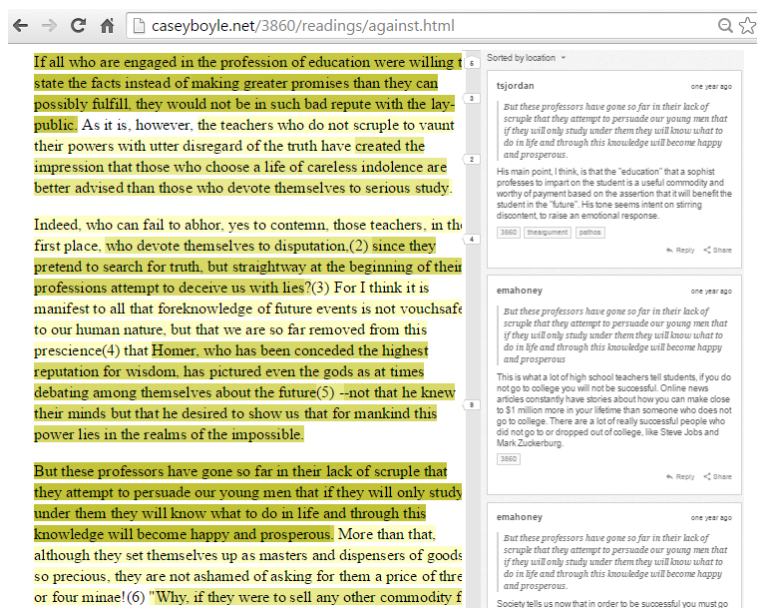 caseyboyle.net/3860/readings/against.html
If all who are engaged in the profession of education were willing t
state the facts instead of making greater promises than they can
possibly fulfill, they would not be in such bad repute with the lay-
public. As it is, however, the teachers who do not scruple to vaunt
their powers with utter disregard of the truth have created the
impression that those who choose a life of careless indolence are
better advised than those who devote themselves to serious study.
Indeed, who can fail to abhor, yes to contemn, those teachers, in the
first place, who devote themselves to disputation,(2) since they
pretend to search for truth, but straightway at the beginning of their
professions attempt to deceive us with lies?(3) For I think it is
manifest to all that foreknowledge of future events is not vouchsafe
to our human nature, but that we are so far removed from this
prescience(4) that Homer, who has been conceded the highest
reputation for wisdom, has pictured even the gods as at times
debating among themselves about the future(5) --not that he knew
their minds but that he desired to show us that for mankind this
power lies in the realms of the impossible.
But these professors have gone so far in their lack of scruple that
they attempt to persuade our young men that if they will only study
under them they will know what to do in life and through this
knowledge will become happy and prosperous. More than that,
although they set themselves up as masters and dispensers of goods
so precious, they are not ashamed of asking for them a price of thre
or four minae!(6) "Why, if they were to sell any other commodity f
5
3
2
4
Sorted by location
tsjordan
one year ago
But these professors have gone so far in their lack of
scruple that they attempt to persuade our young men that
if they will only study under them they will know what to
do in life and through this knowledge will become happy
and prosperous.
His main point, I think, is that the "education" that a sophist
professes to impart on the student is a useful commodity and
worthy of payment based on the assertion that it will benefit the
student in the "future". His tone seems intent on stirring
discontent, to raise an emotional response.
3860 theargument pathos
Reply Share
emahoney
one year ago
But these professors have gone so far in their lack of
scruple that they attempt to persuade our young men that
if they will only study under them they will know what to
do in life and through this knowledge will become happy
and prosperous
This is what a lot of high school teachers tell students, if you do
not go to college you will not be successful. Online news
articles constantly have stories about how you can make close
to $1 million more in your lifetime than someone who does not
go to college. There are a lot of really successful people who
did not go to or dropped out of college, like Steve Jobs and
Mark Zuckerburg.
3860
Reply Share
emahoney
one year ago
But these professors have gone so far in their lack of
scruple that they attempt to persuade our young men that
if they will only study under them they will know what to
do in life and through this knowledge will become happy
and prosperous.
Society tells us now that in order to be successful you must go